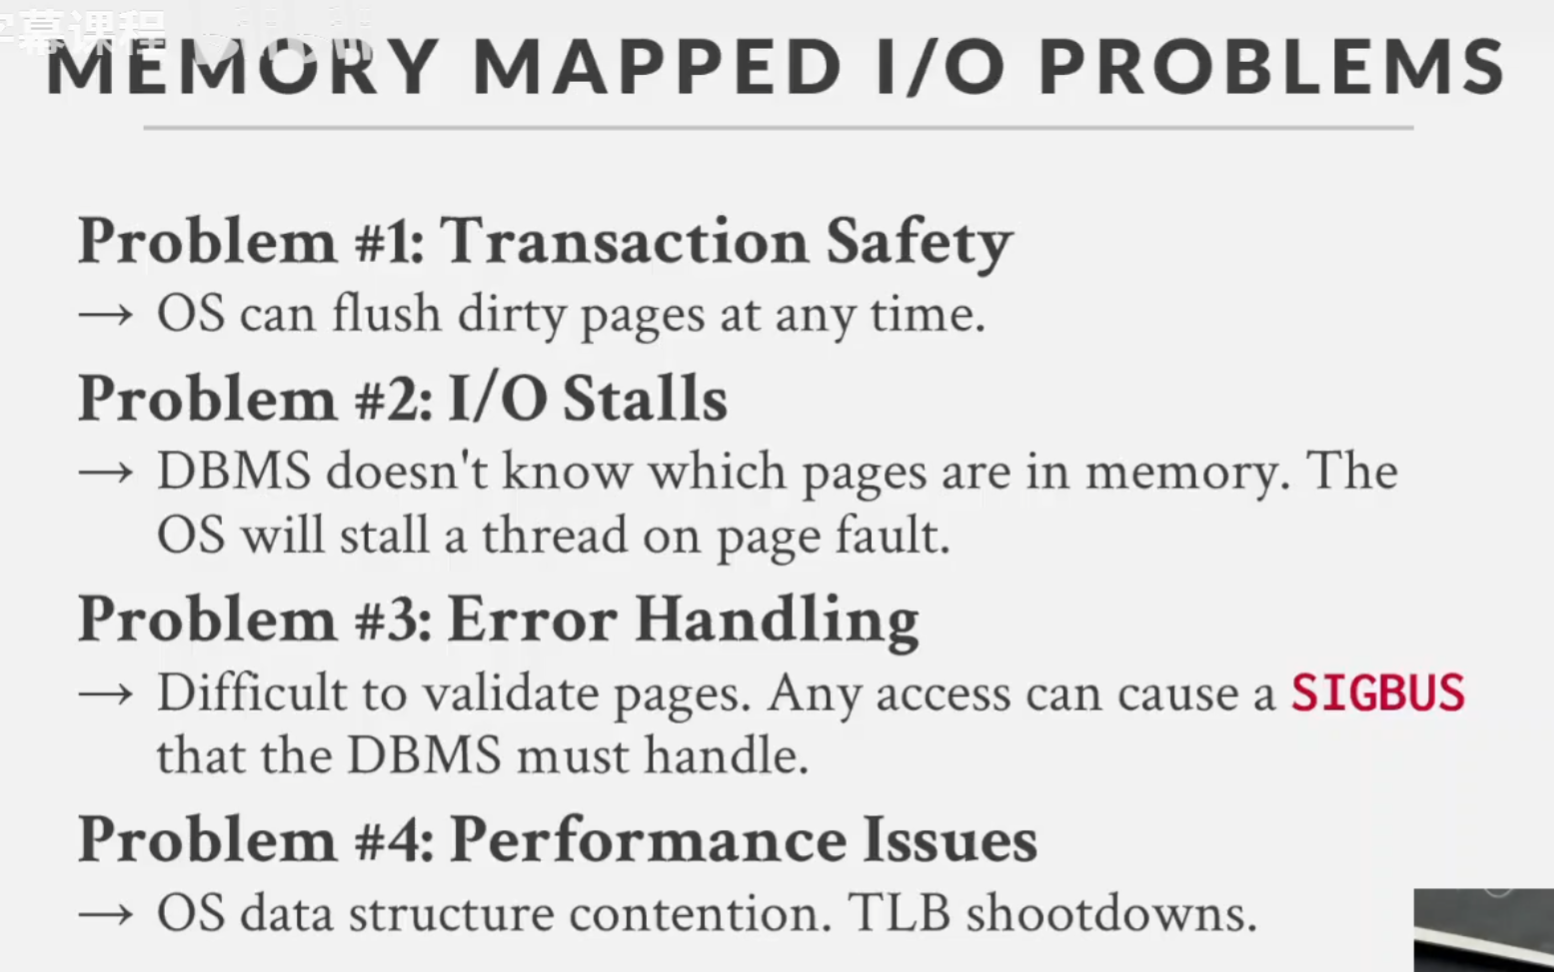 字幕课程
MEMORY MAPPED I/O PROBLEMS
Problem #1: Transaction Safety
→ OS can flush dirty pages at any time.
Problem #2: I/O Stalls
→ DBMS doesn't know which pages are in memory. The
OS will stall a thread on page fault.
Problem #3: Error Handling
→ Difficult to validate pages. Any access can cause a SIGBUS
that the DBMS must handle.
Problem #4: Performance Issues
→ OS data structure contention. TLB shootdowns.